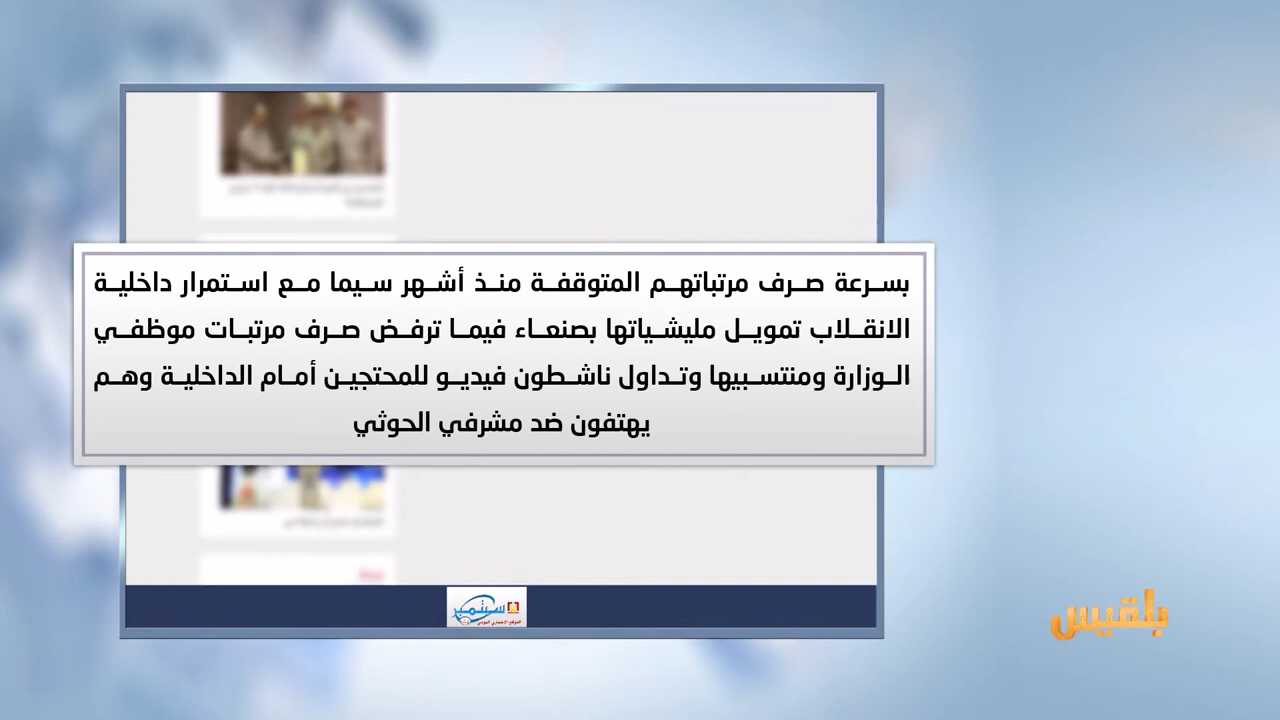 بسرعة صرف مرتباتهم المتوقفة منذ أشهر سيما مع استمرار داخلية
الانقلاب تمويل مليشياتها بصنعاء فيما ترفض صرف مرتبات موظفي
الوزارة ومنتسبيها وتداول ناشطون فيديو للمحتجين أمام الداخلية وهم
يهتفون ضد مشرفي الحوثي
سبتمبر
بلقيس